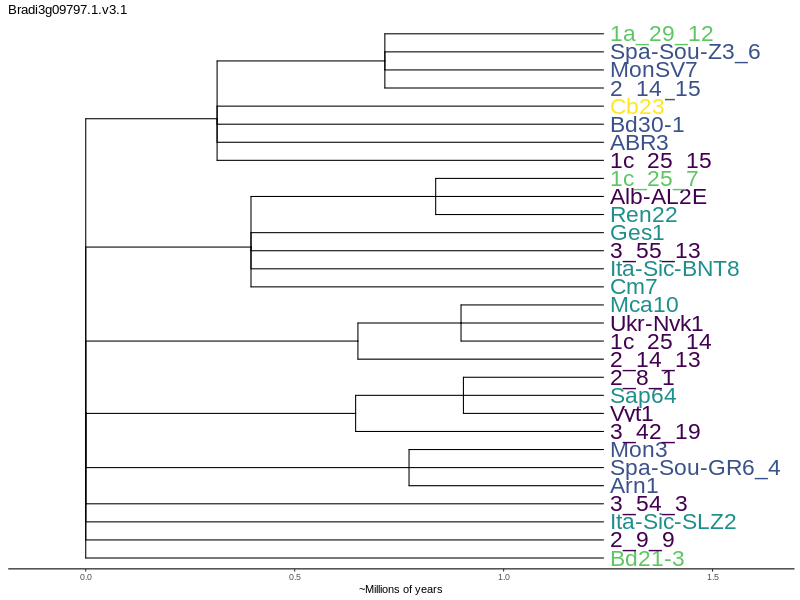 Bradi3g09797.1.v3.1
1a_29_12
Spa-Sou-Z3_6
MonSV7
2_14_15
Cb23
Bd30-1
ABR3
1c_25_15
1c_25_7
Alb-AL2E
Ren22
Ges1
3_55_13
Ita-Sic-BNT8
Cm7
Mca10
Ukr-Nvk1
1c_25_14
2_14_13
2_8_1
Sap64
Vvt1
3_42_19
Mon3
Spa-Sou-GR6_4
Arn1
3_54_3
Ita-Sic-SLZ2
2_9_9
Bd21-3
0.0 0.5 1.0 1.5
~Millions of years